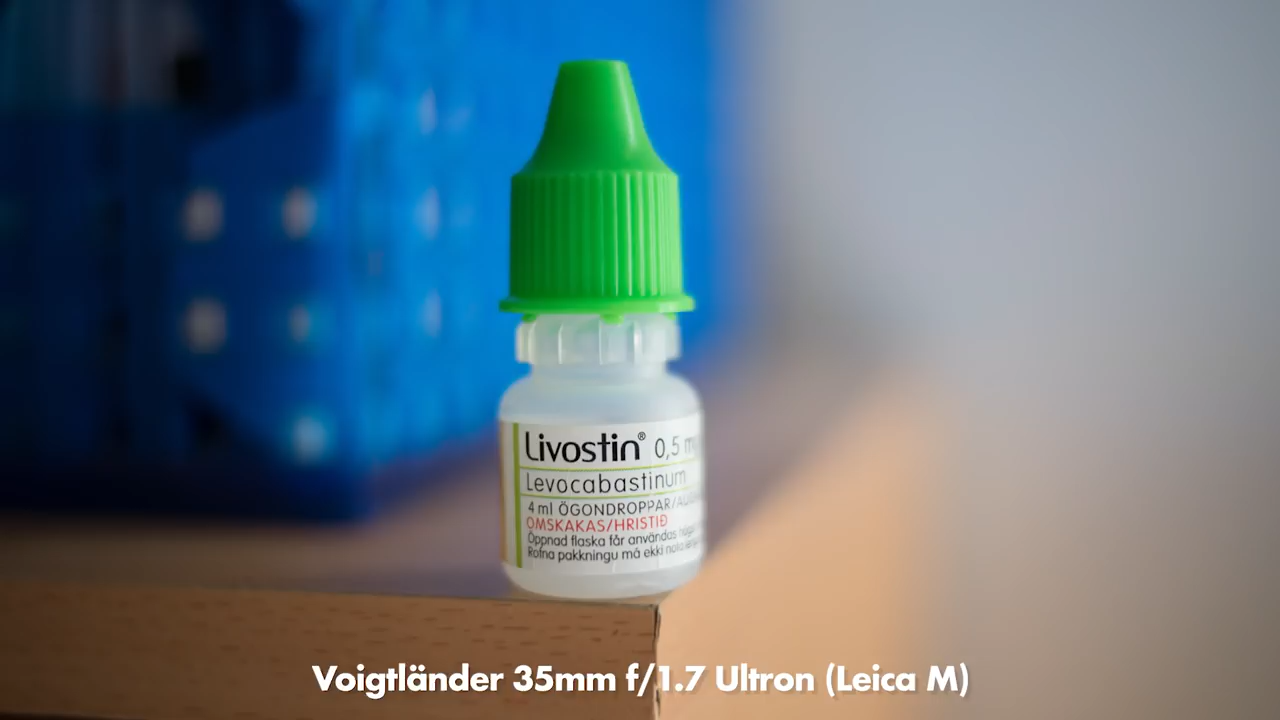 Livostin® 0,5
Levocabastinum
4 ml ÖGONDROPPAR/
OMSKAKAS/HRISTIÐ
Öppnad flaska får användas
Rofna pakkningu má ekki
Voigtländer 35mm f/1.7 Ultron (Leica M)